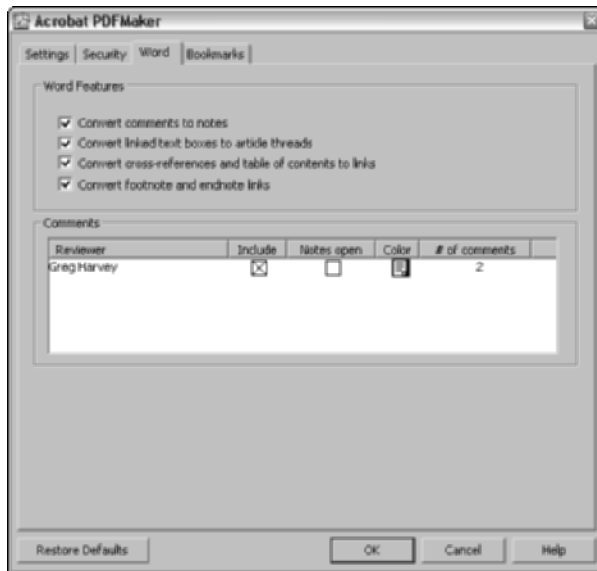 Acrobat PDFMaker
Settings Security Word Bookmarks
Word Features
Convert comments to notes
Convert linked text boxes to article threads
Convert cross-references and table of contents to links
Convert footnote and endnote links
Comments
Reviewer Include Notes open Color # of comments
Greg Harvey 2
Restore Defaults OK Cancel Help